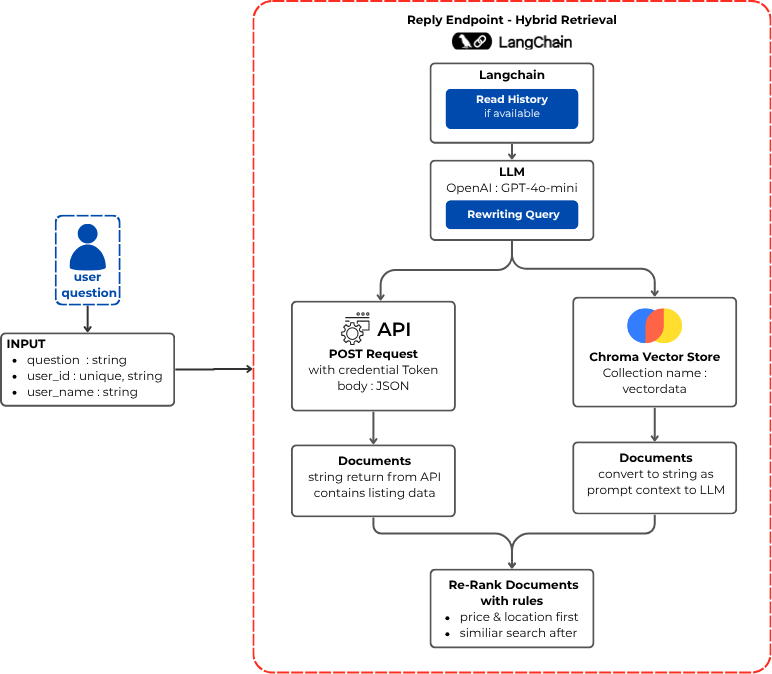 Reply Endpoint - Hybrid Retrieval
LangChain
Langchain
Read History
if available
LLM
OpenAI : GPT-4o-mini
Rewriting Query
user
question
INPUT
• question : string
• user_id : unique, string
• user_name : string
API
POST Request
with credential Token
body : JSON
Chroma Vector Store
Collection name :
vectordata
Documents
string return from API
contains listing data
Documents
convert to string as
prompt context to LLM
Re-Rank Documents
with rules
• price & location first
• similiar search after